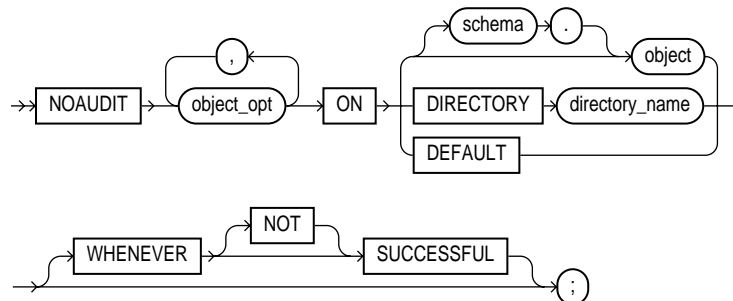 schema .
,
object
NOAUDIT object_opt ON DIRECTORY directory_name
DEFAULT
NOT
WHENEVER SUCCESSFUL
;